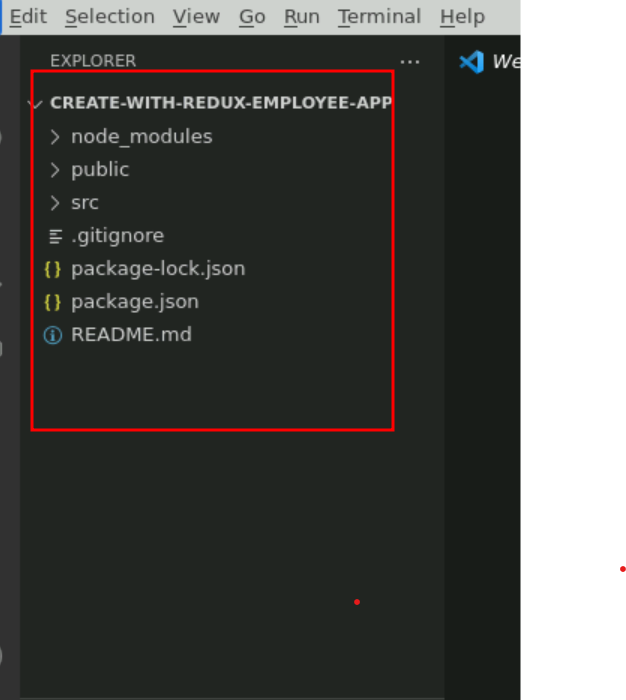 Edit Selection View Go Run Terminal Help
EXPLORER ... We
CREATE-WITH-REDUX-EMPLOYEE-APP
node_modules
public
src
.gitignore
{} package-lock.json
{} package.json
README.md